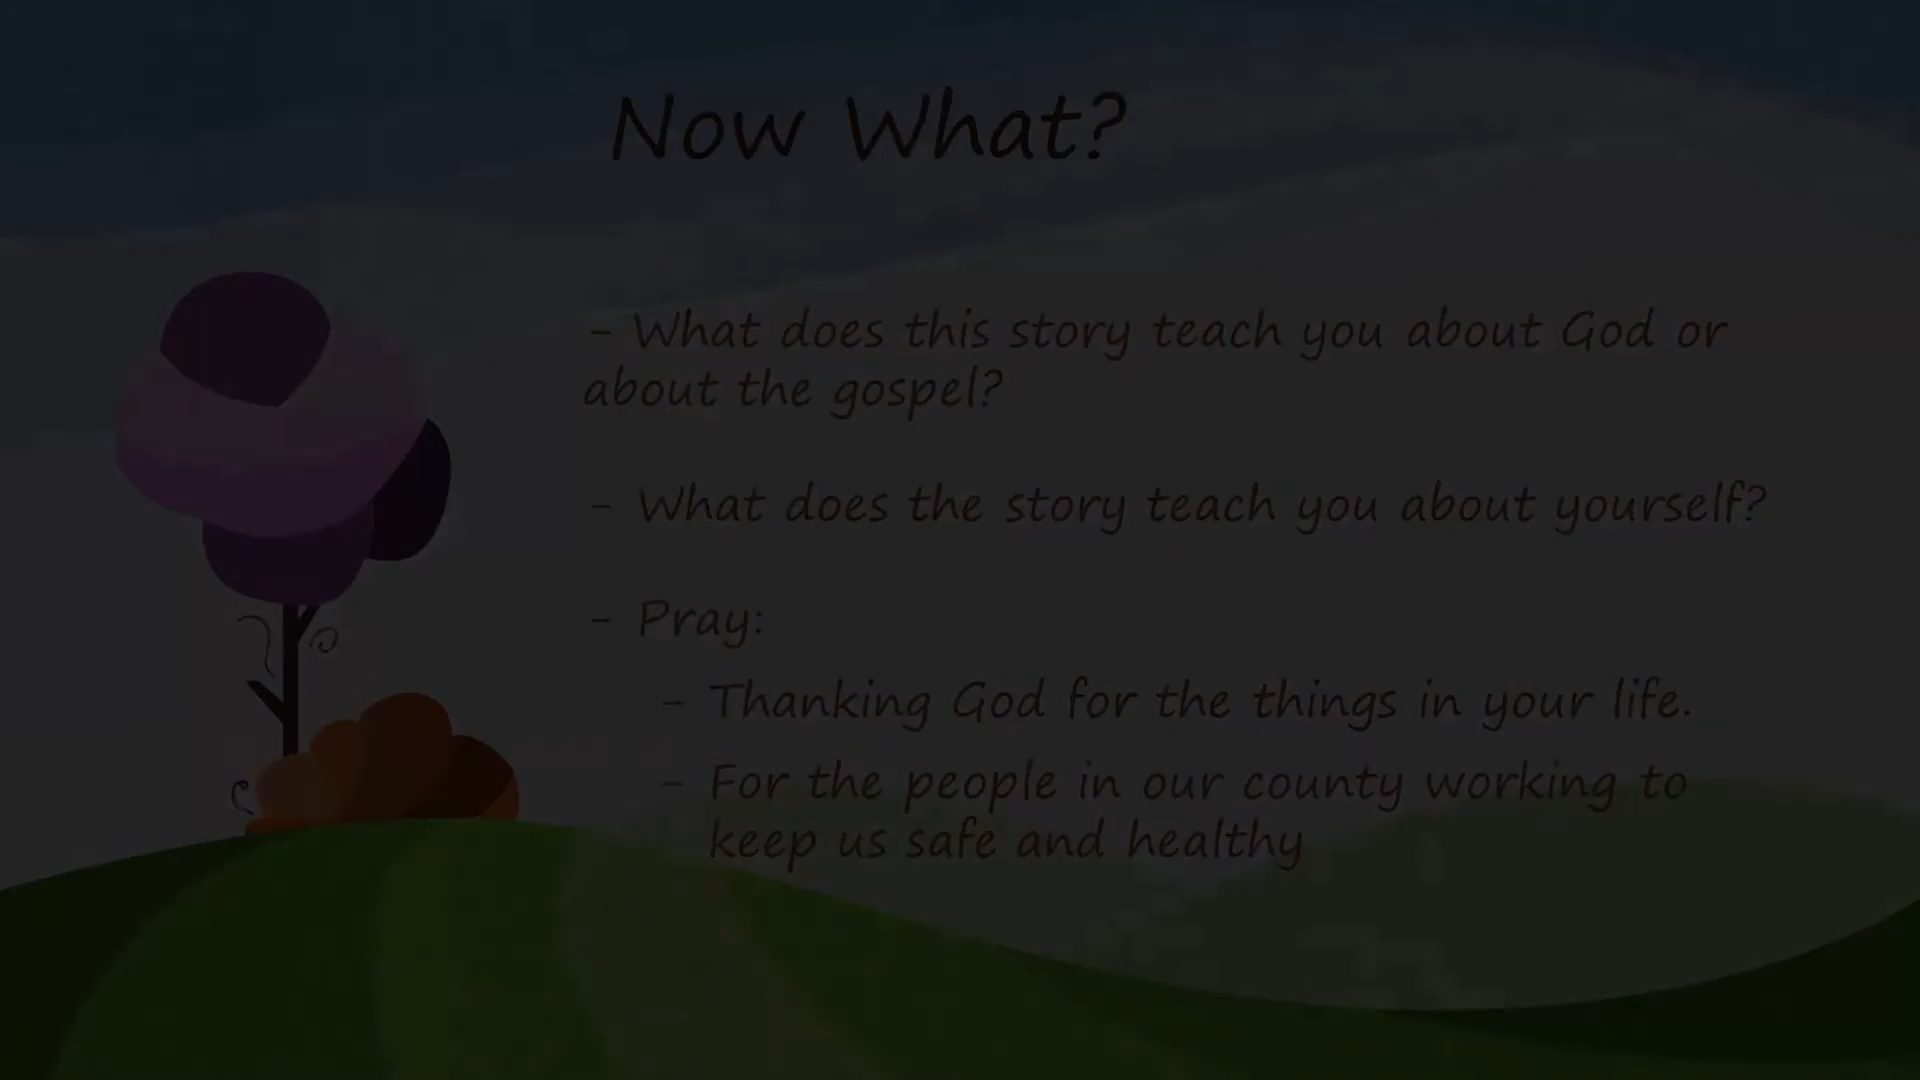 Now What?
- What does this story teach you about God or
about the gospel?
- What does the story teach you about yourself?
- Pray:
- Thanking God for the things in your life.
- For the people in our county working to
keep us safe and healthy